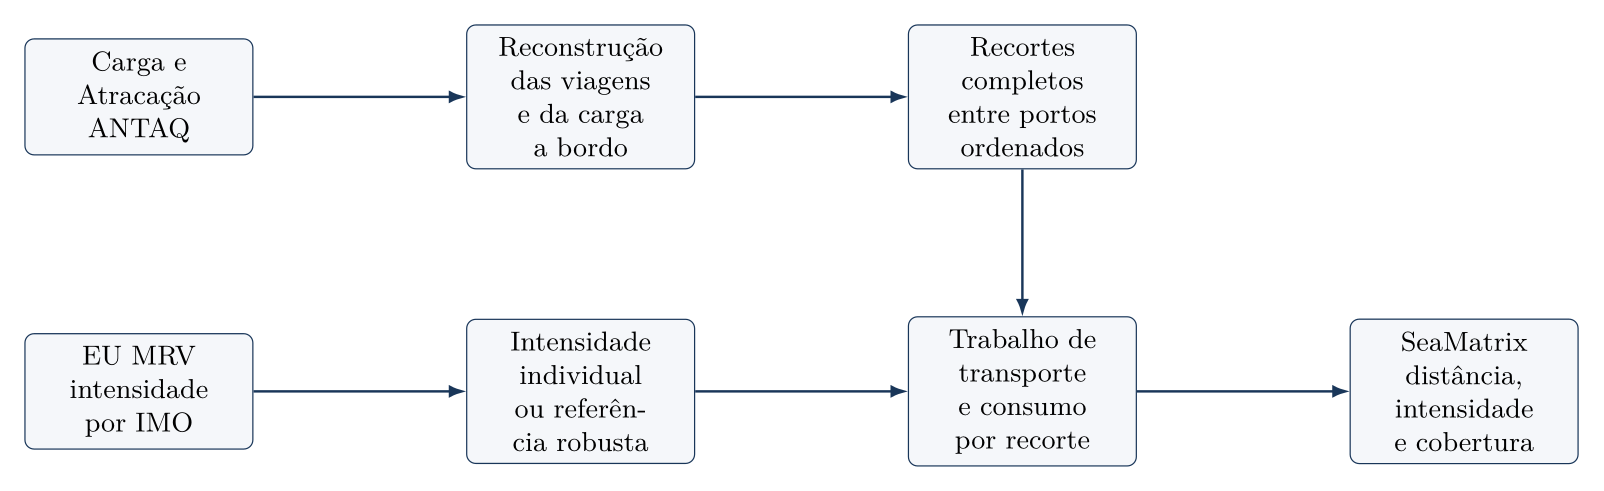 Carga e
Atracação
ANTAQ
Reconstrução
das viagens
e da carga
a bordo
Recortes
completos
entre portos
ordenados
EU MRV
intensidade
por IMO
Intensidade
individual
ou referên-
cia robusta
Trabalho de
transporte
e consumo
por recorte
SeaMatrix
distância,
intensidade
e cobertura